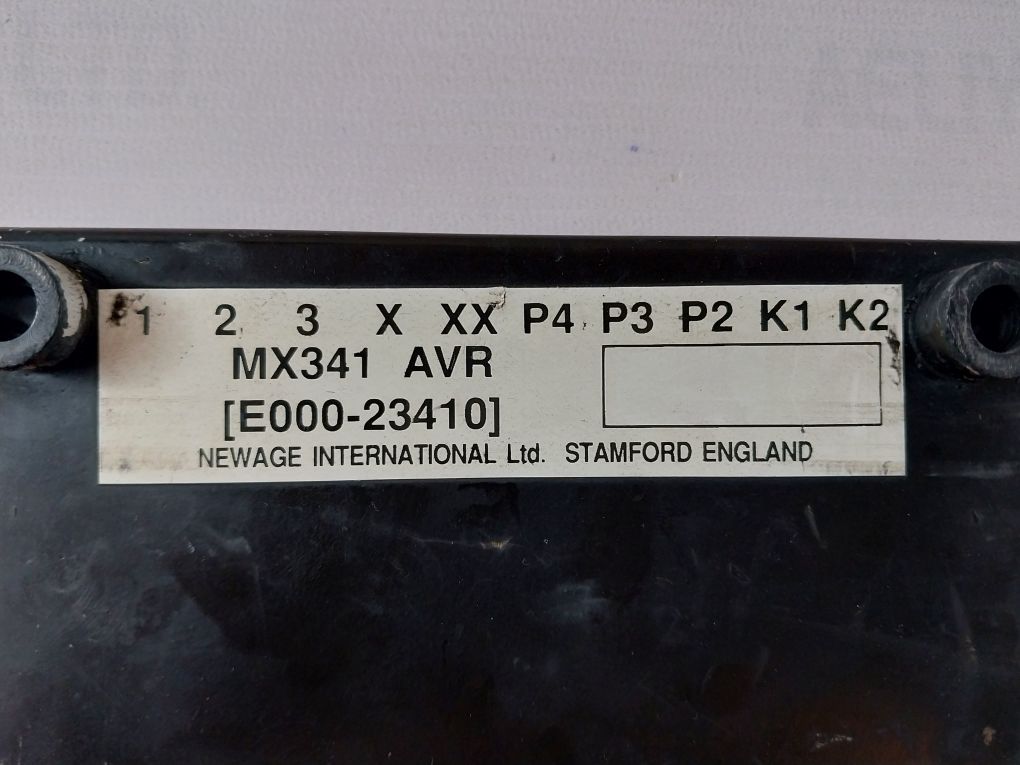 1 2 3 X XX P4 P3 P2 K1 K2
MX341 AVR
[E000-23410]
NEWAGE INTERNATIONAL Ltd. STAMFORD ENGLAND